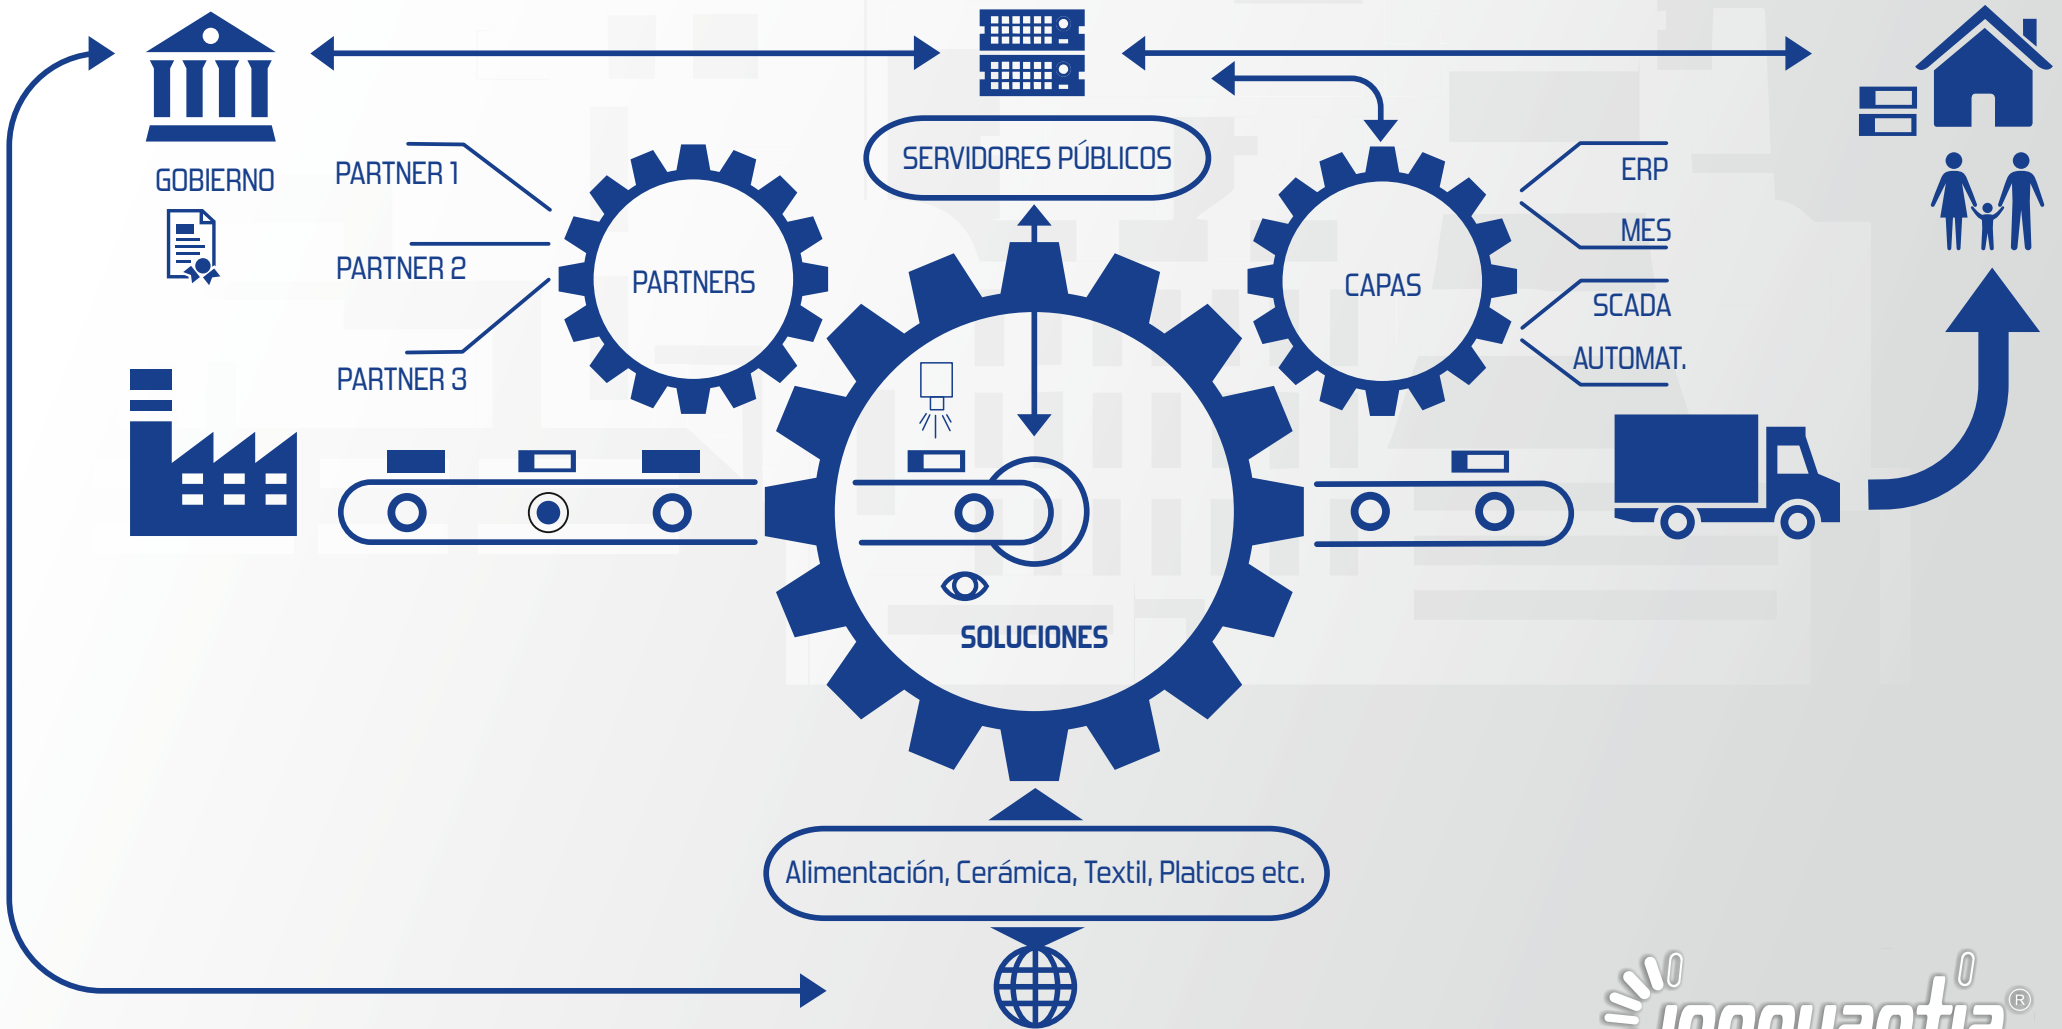 SERVIDORES PÚBLICOS
GOBIERNO
PARTNER 1
PARTNER 2
PARTNER 3
PARTNERS
CAPAS
ERP
MES
SCADA
AUTOMAT.
SOLUCIONES
Alimentación, Cerámica, Textil, Platicos etc.
innovantia®